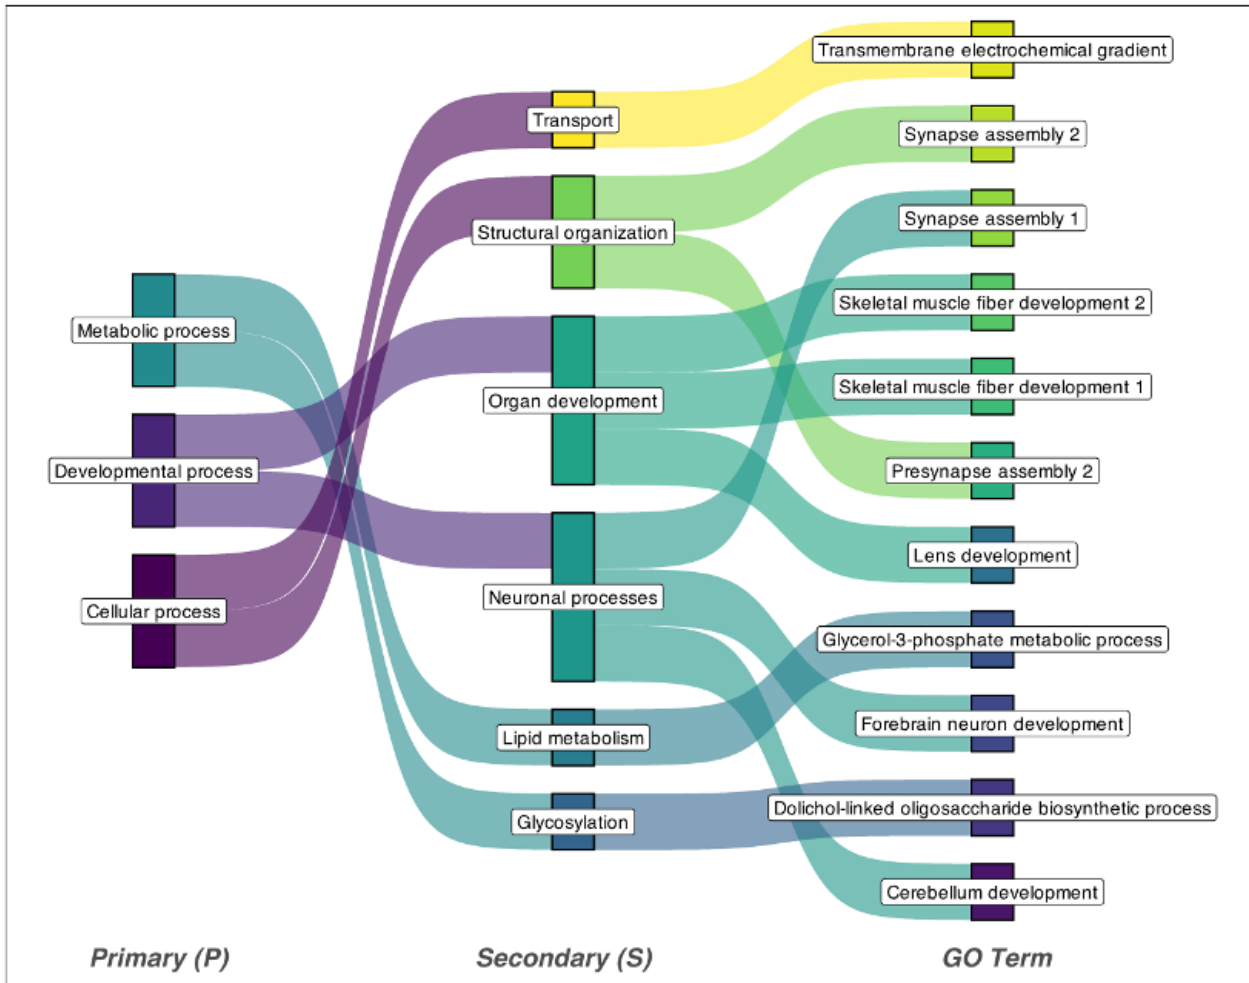 Metabolic process
Developmental process
Cellular process
Transport
Structural organization
Organ development
Neuronal processes
Lipid metabolism
Glycosylation
Transmembrane electrochemical gradient
Synapse assembly 2
Synapse assembly 1
Skeletal muscle fiber development 2
Skeletal muscle fiber development 1
Presynapse assembly 2
Lens development
Glycerol-3-phosphate metabolic process
Forebrain neuron development
Dolichol-linked oligosaccharide biosynthetic process
Cerebellum development
Primary (P)
Secondary (S)
GO Term